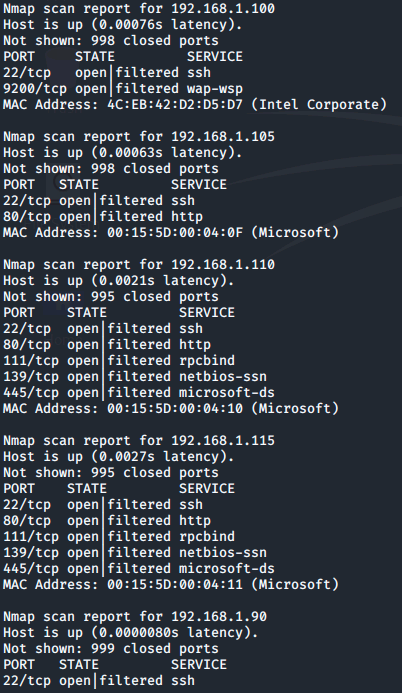 Nmap scan report for 192.168.1.100
Host is up (0.00076s latency).
Not shown: 998 closed ports
PORT     STATE         SERVICE
22/tcp   open|filtered ssh
9200/tcp open|filtered wap-wsp
MAC Address: 4C:EB:42:D2:D5:D7 (Intel Corporate)

Nmap scan report for 192.168.1.105
Host is up (0.00063s latency).
Not shown: 998 closed ports
PORT   STATE         SERVICE
22/tcp open|filtered ssh
80/tcp open|filtered http
MAC Address: 00:15:5D:00:04:0F (Microsoft)

Nmap scan report for 192.168.1.110
Host is up (0.0021s latency).
Not shown: 995 closed ports
PORT    STATE         SERVICE
22/tcp  open|filtered ssh
80/tcp  open|filtered http
111/tcp open|filtered rpcbind
139/tcp open|filtered netbios-ssn
445/tcp open|filtered microsoft-ds
MAC Address: 00:15:5D:00:04:10 (Microsoft)

Nmap scan report for 192.168.1.115
Host is up (0.0027s latency).
Not shown: 995 closed ports
PORT    STATE         SERVICE
22/tcp  open|filtered ssh
80/tcp  open|filtered http
111/tcp open|filtered rpcbind
139/tcp open|filtered netbios-ssn
445/tcp open|filtered microsoft-ds
MAC Address: 00:15:5D:00:04:11 (Microsoft)

Nmap scan report for 192.168.1.90
Host is up (0.0000080s latency).
Not shown: 999 closed ports
PORT   STATE         SERVICE
22/tcp open|filtered ssh